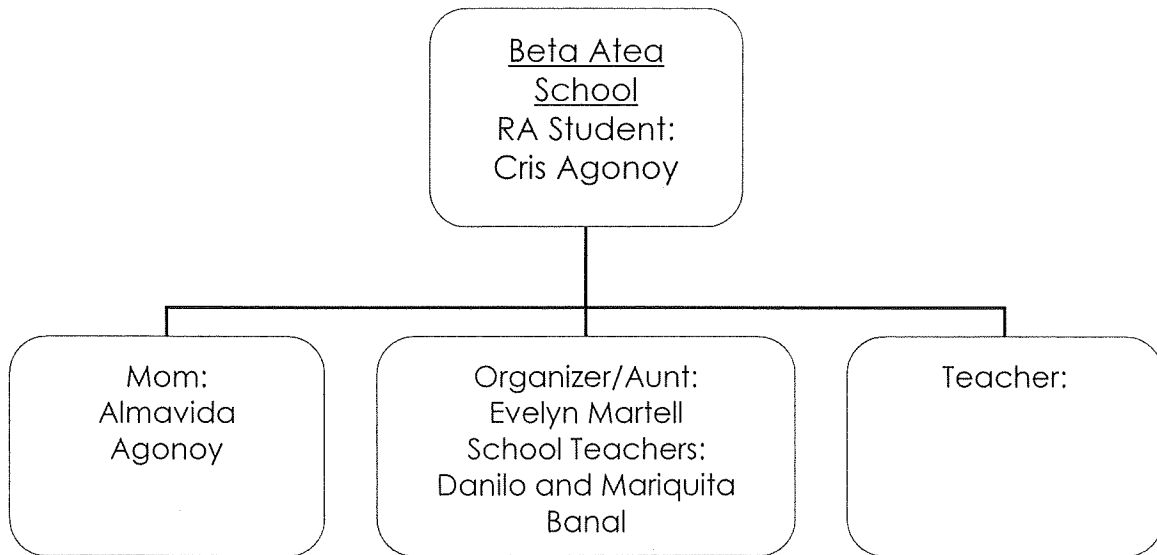 Beta Atea
School
RA Student:
Cris Agonoy
Mom:
Almavida
Agonoy
Organizer/Aunt:
Evelyn Martell
School Teachers:
Danilo and Mariquita
Banal
Teacher: